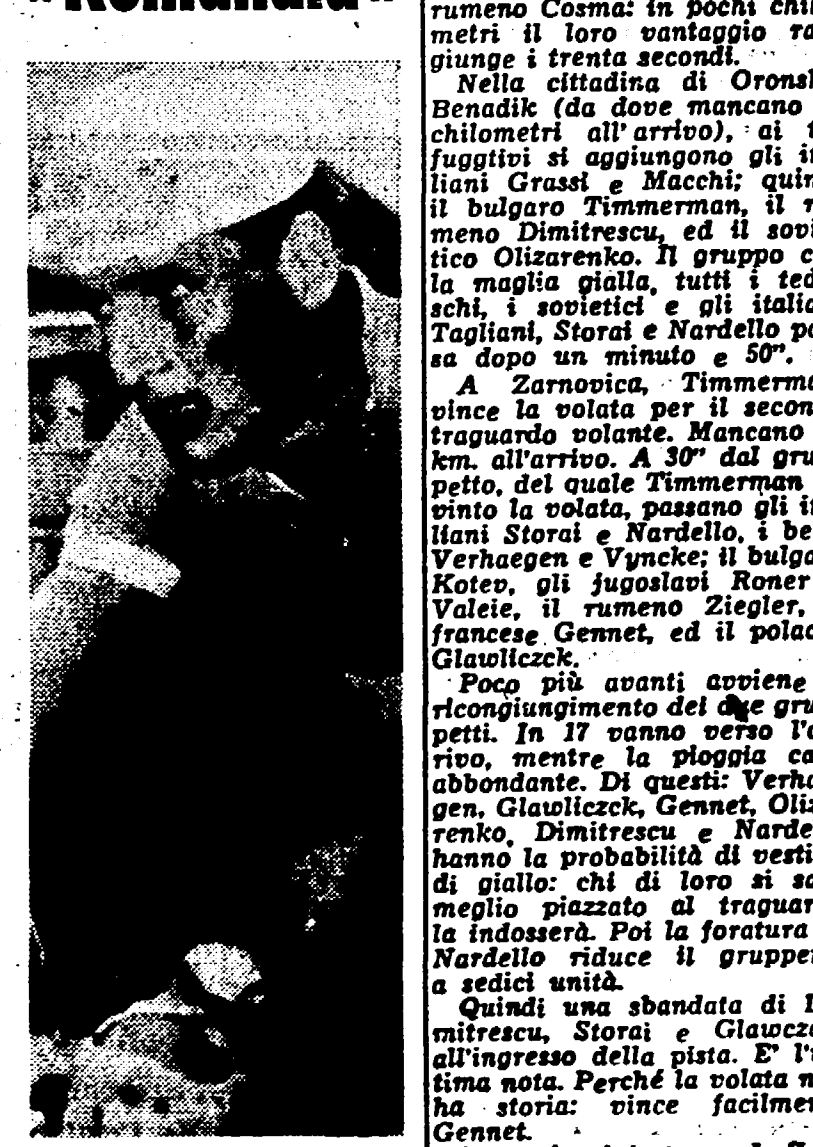 rumeno Cosma: in pochi chil
metri il loro vantaggio ra
giunge i trenta secondi.
Nella cittadina di Oronsk
Benadik (da dove mancano
chilometri all'arrivo), ai t
fuggtivi si aggiungono gli it
liani Grassi e Macchi; quin
il bulgaro Timmerman, il r
meno Dimitrescu, ed il sovi
tico Olizarenko. Il gruppo c
la maglia gialla, tutti i ted
schi, i sovietici e gli italia
Tagliani, Storai e Nardello pa
sa dopo un minuto e 50".
A Zarnovica, Timmerma
vince la volata per il secon
traguardo volante. Mancano
km. all'arrivo. A 30" dal gru
petto, del quale Timmerman
vinto la volata, passano gli it
liani Storai e Nardello, i be
Verhaegen e Vyncke; il bulga
Kotev, gli jugoslavi Roner
Valeie, il rumeno Ziegler,
francese Gennet, ed il polac
Glawliczck.
Poco più avanti avviene
ricongiungimento dei due gru
petti. In 17 vanno verso l'a
rivo, mentre la pioggia ca
abbondante. Di questi: Verha
gen, Glawliczck, Gennet, Oliz
renko, Dimitrescu e Narde
hanno la probabilità di vesti
di giallo: chi di loro si sa
meglio piazzato al traguar
la indosserà. Poi la foratura
Nardello riduce il gruppet
a sedici unità.
Quindi una sbandata di D
mitrescu, Storai e Glawcz
all'ingresso della pista. E' l'u
tima nota. Perché la volata n
ha storia: vince facilme
Gennet.